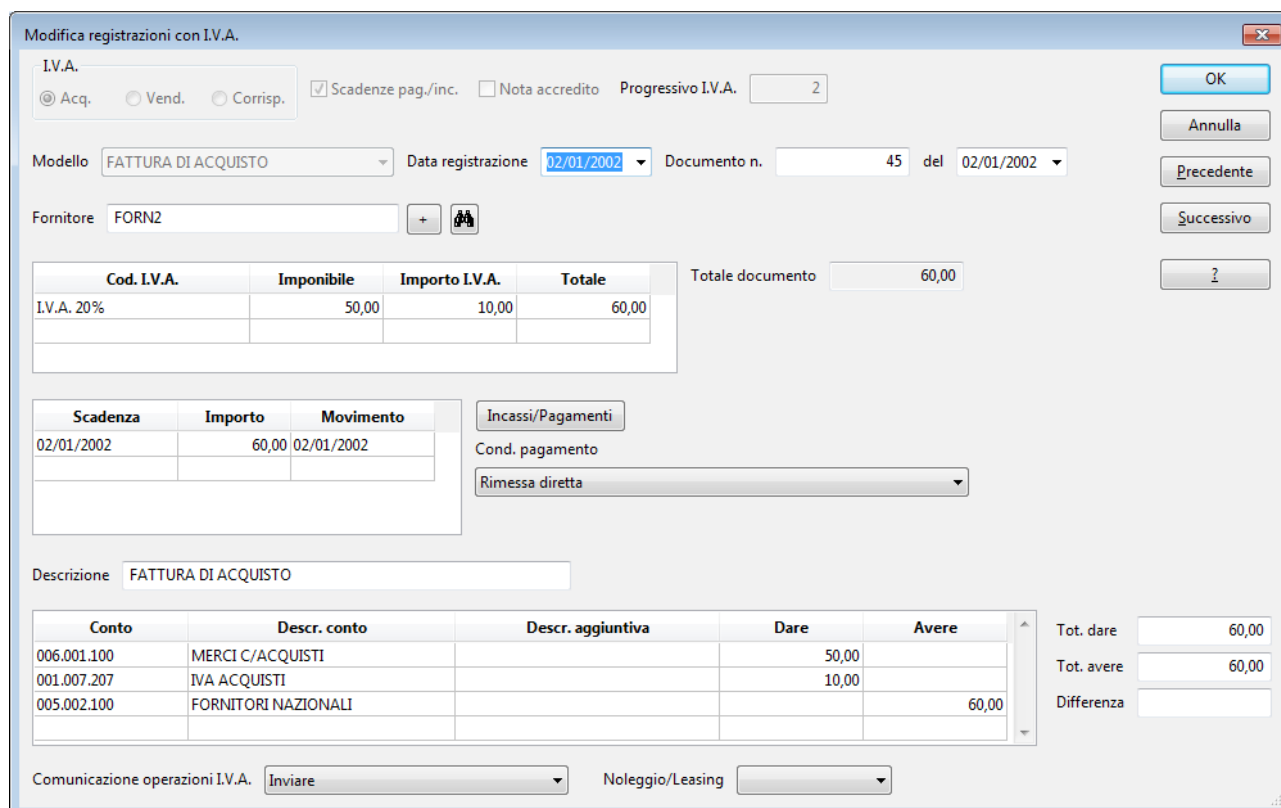 Modifica registrazioni con I.V.A.
I.V.A.
Acq. Vend. Corrisp. Scadenze pag./inc. Nota accredito Progressivo I.V.A. 2 OK
Annulla
Modello FATTURA DI ACQUISTO Data registrazione 02/01/2002 Documento n. 45 del 02/01/2002
Precedente
Fornitore FORN2 + Successivo
Cod. I.V.A. Imponibile Importo I.V.A. Totale Totale documento 60,00 ?
I.V.A. 20% 50,00 10,00 60,00
Scadenza Importo Movimento Incassi/Pagamenti
02/01/2002 60,00 02/01/2002 Cond. pagamento
Rimessa diretta
Descrizione FATTURA DI ACQUISTO
Conto Descr. conto Descr. aggiuntiva Dare Avere Tot. dare 60,00
006.001.100 MERCI C/ACQUISTI 50,00
001.007.207 IVA ACQUISTI 10,00 Tot. avere 60,00
005.002.100 FORNITORI NAZIONALI 60,00 Differenza
Comunicazione operazioni I.V.A. Inviare Noleggio/Leasing